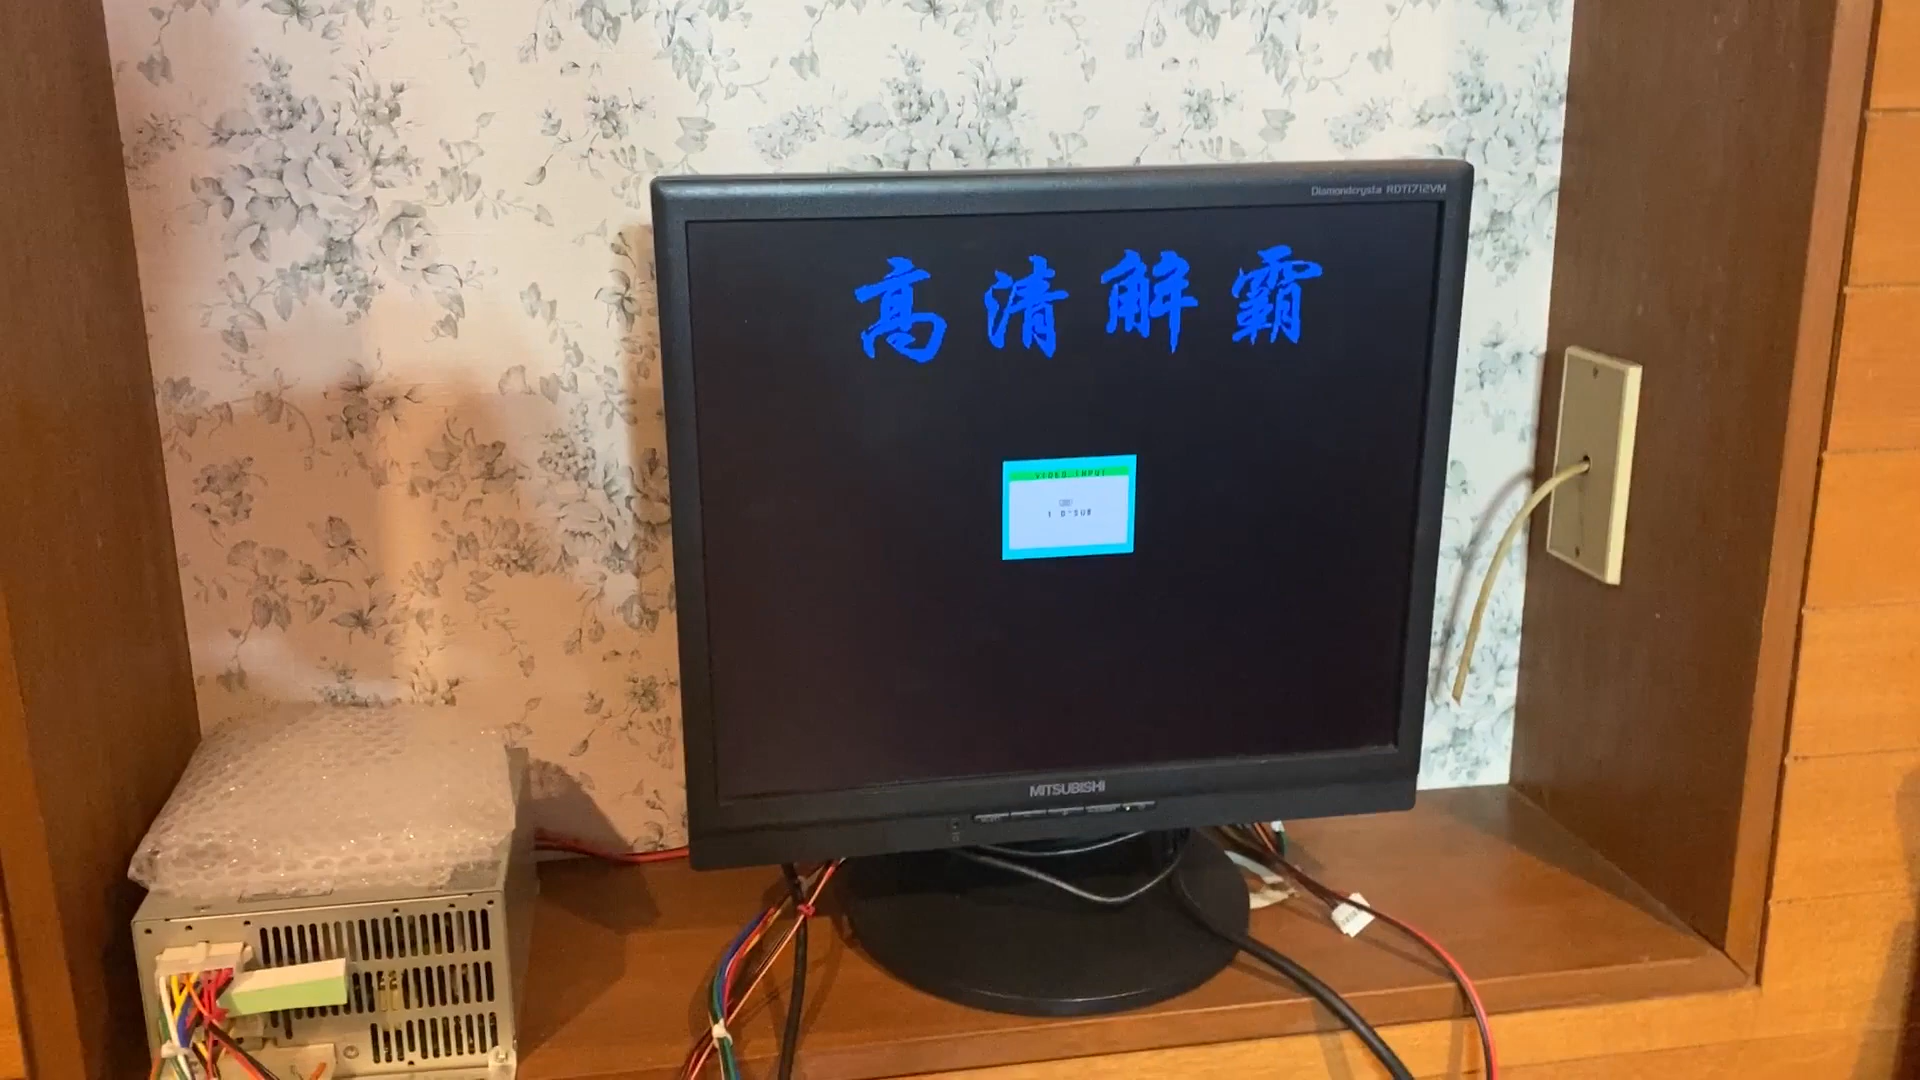 Diamondcrysta RDT1712VM
高清解霸
VIDEO INPUT
1 D-SUB
MITSUBISHI